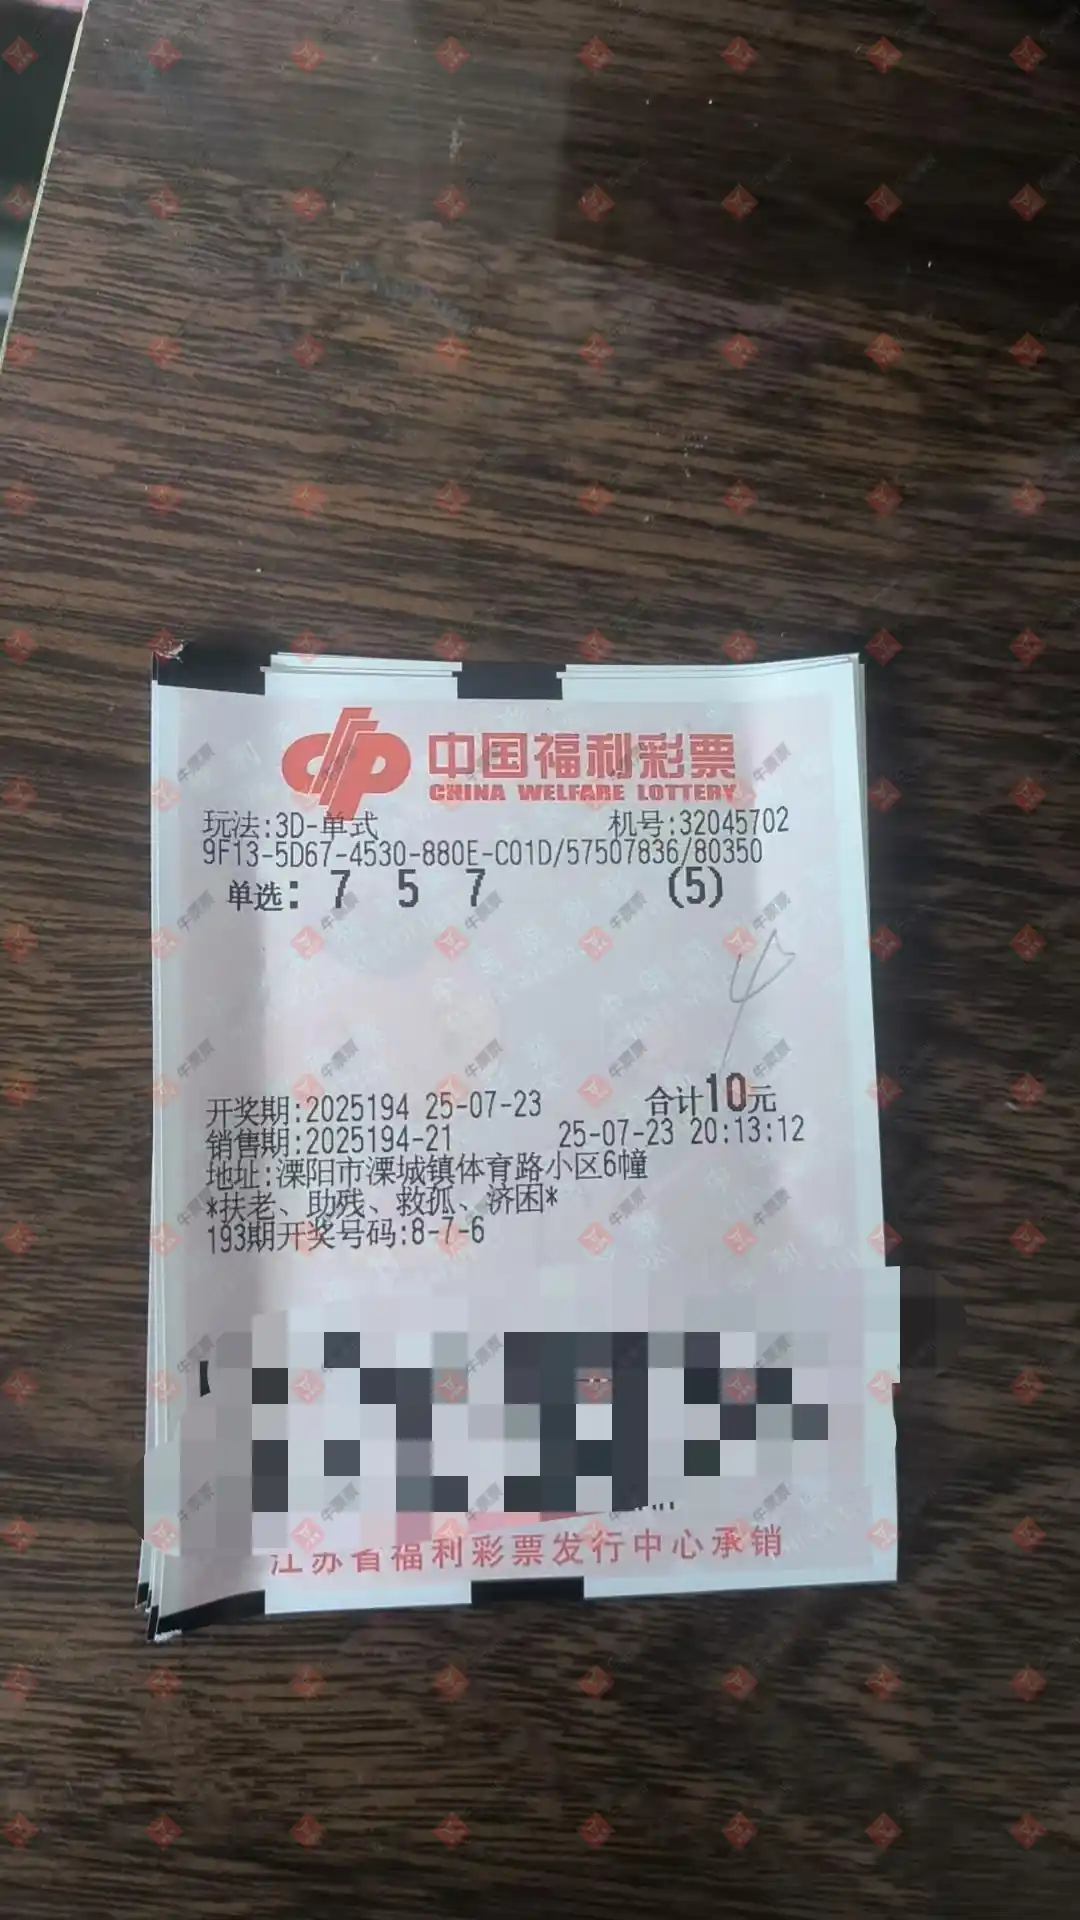 中国福利彩票
CHINA WELFARE LOTTERY
玩法:3D-单式 机号:32045702
9F13-5D67-4530-880E-C01D/57507836/80350
单选: 7 5 7 (5)
开奖期:2025194 25-07-23 合计10元
销售期:2025194-21 25-07-23 20:13:12
地址:溧阳市溧城镇体育路小区6幢
*扶老、助残、救孤、济困*
193期开奖号码:8-7-6
江苏省福利彩票发行中心承销
牛票票